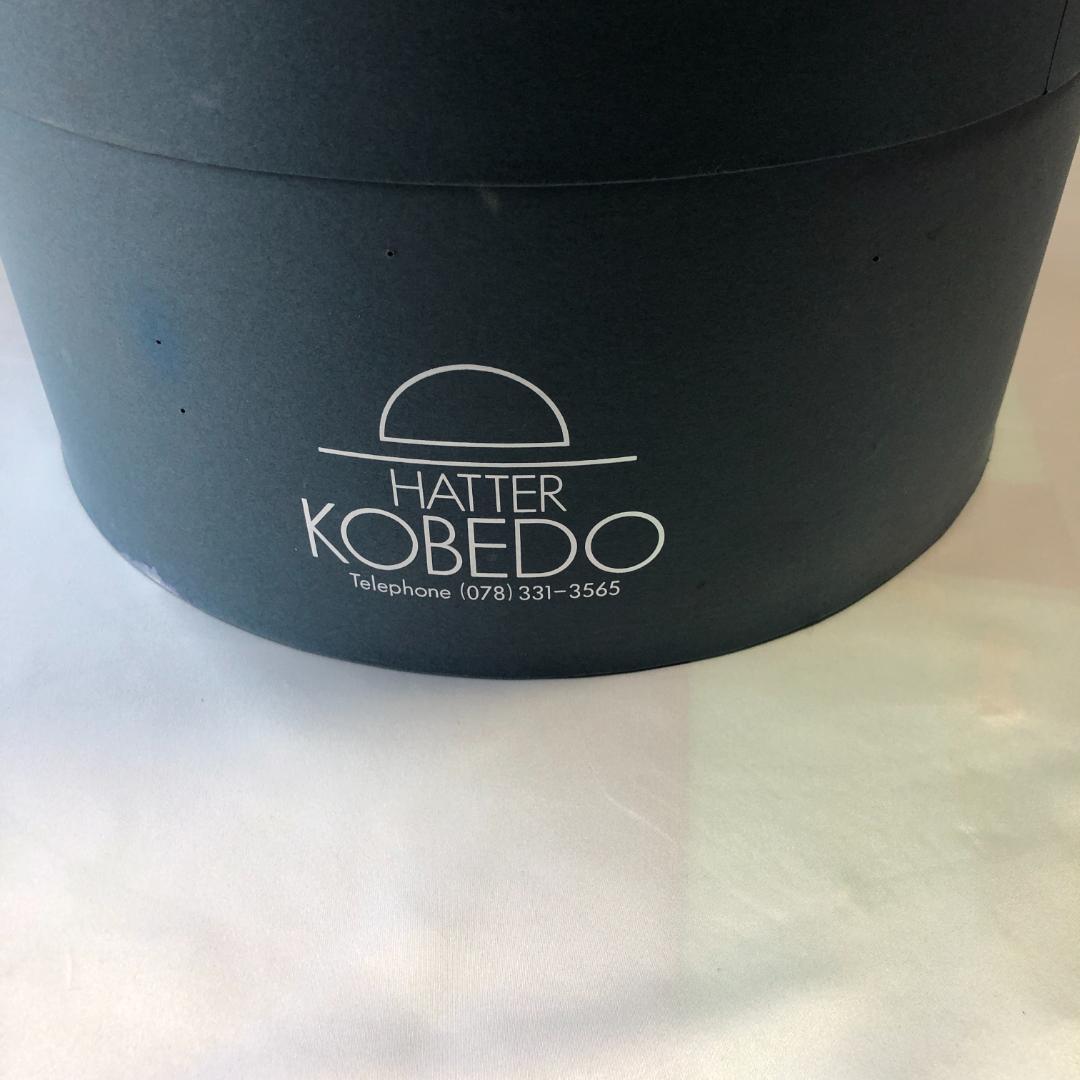 HATTER
KOBEDO
Telephone (078) 331-3565